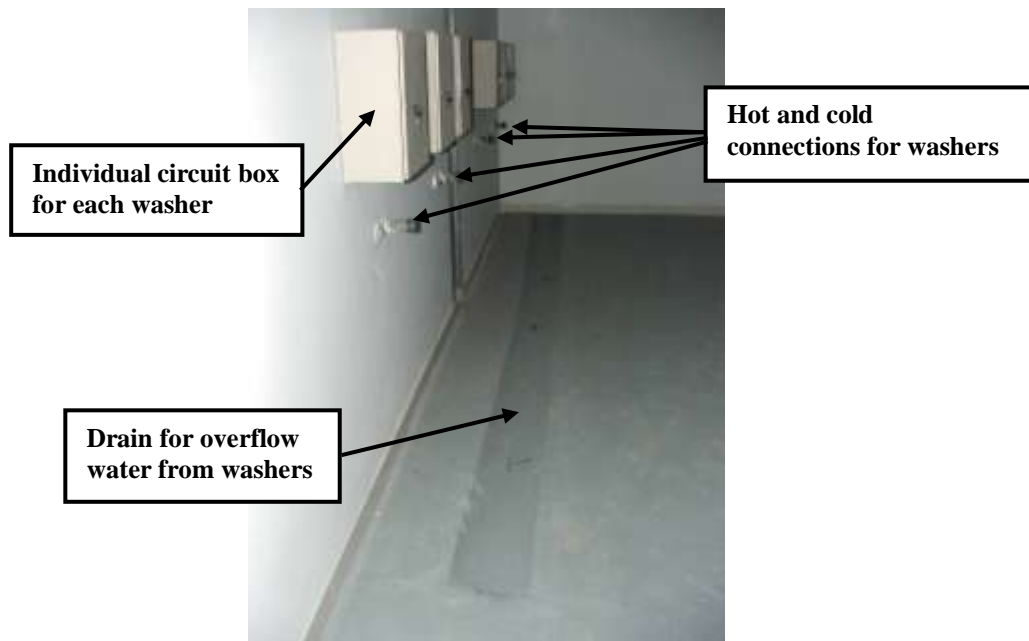 Hot and cold
connections for washers
Individual circuit box
for each washer
Drain for overflow
water from washers